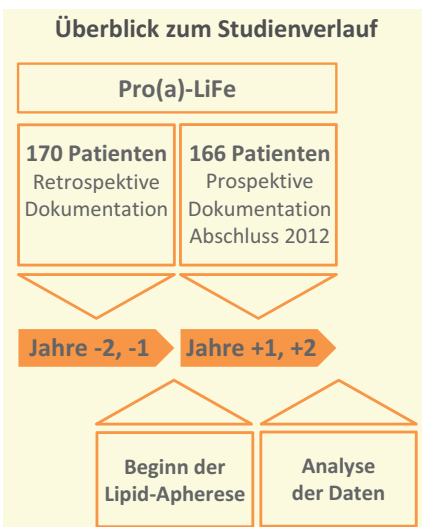 Überblick zum Studienverlauf
Pro(a)-LiFe
170 Patienten
Retrospektive
Dokumentation
166 Patienten
Prospektive
Dokumentation
Abschluss 2012
Jahre -2, -1
Jahre +1, +2
Beginn der
Lipid-Apherese
Analyse
der Daten